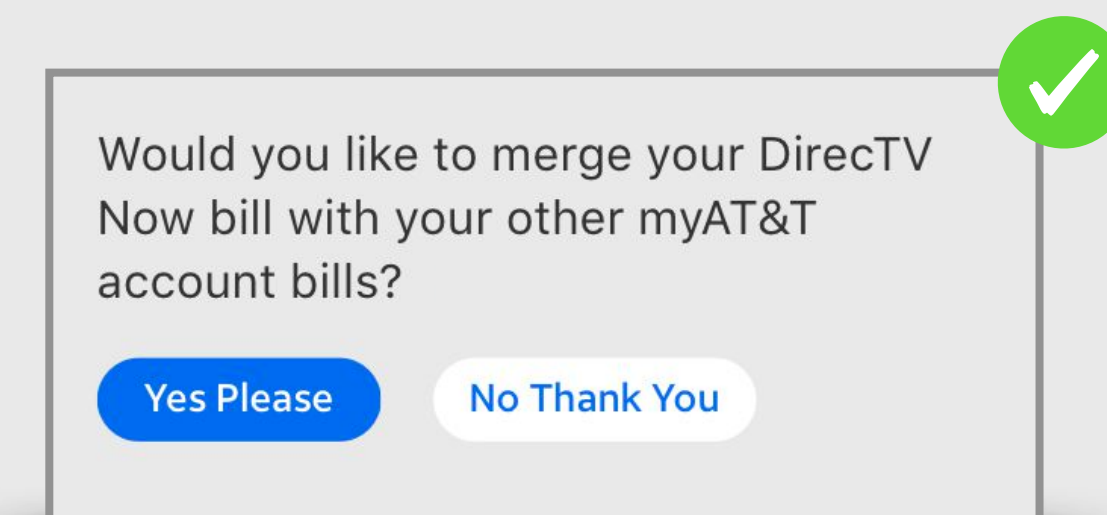 Would you like to merge your DirecTV
Now bill with your other myAT&T
account bills?
Yes Please
No Thank You